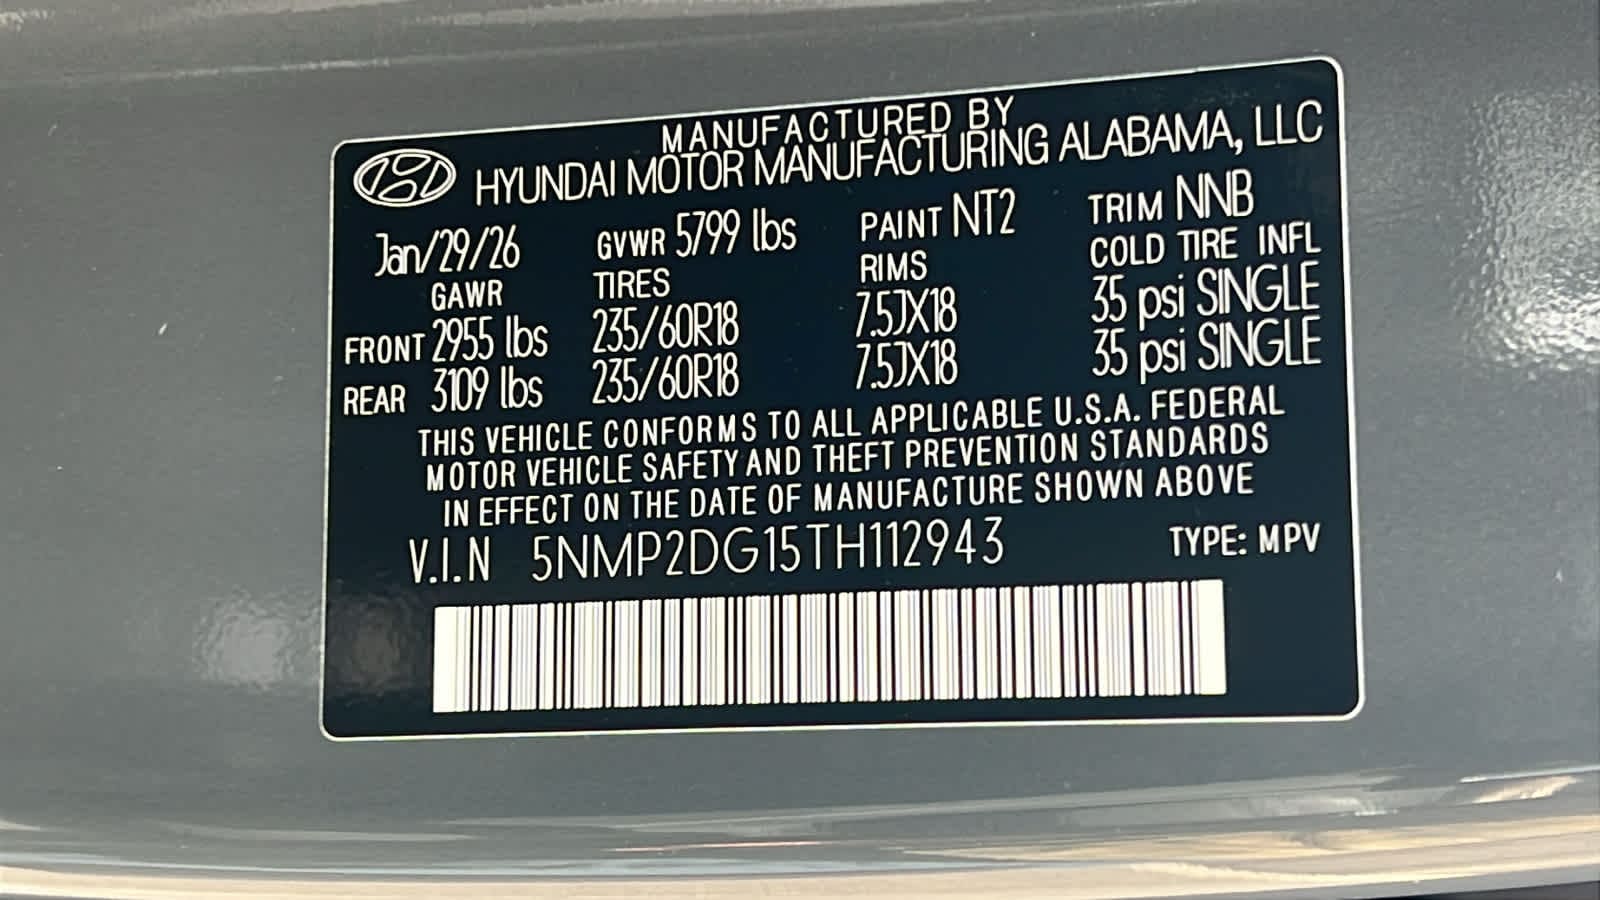 MANUFACTURED BY
HYUNDAI MOTOR MANUFACTURING ALABAMA, LLC
Jan/29/26 GVWR 5799 lbs PAINT NT2 TRIM NNB
GAWR TIRES RIMS COLD TIRE INFL
FRONT 2955 lbs 235/60R18 7.5JX18 35 psi SINGLE
REAR 3109 lbs 235/60R18 7.5JX18 35 psi SINGLE
THIS VEHICLE CONFORMS TO ALL APPLICABLE U.S.A. FEDERAL
MOTOR VEHICLE SAFETY AND THEFT PREVENTION STANDARDS
IN EFFECT ON THE DATE OF MANUFACTURE SHOWN ABOVE
V.I.N 5NMP2DG15TH112943 TYPE: MPV